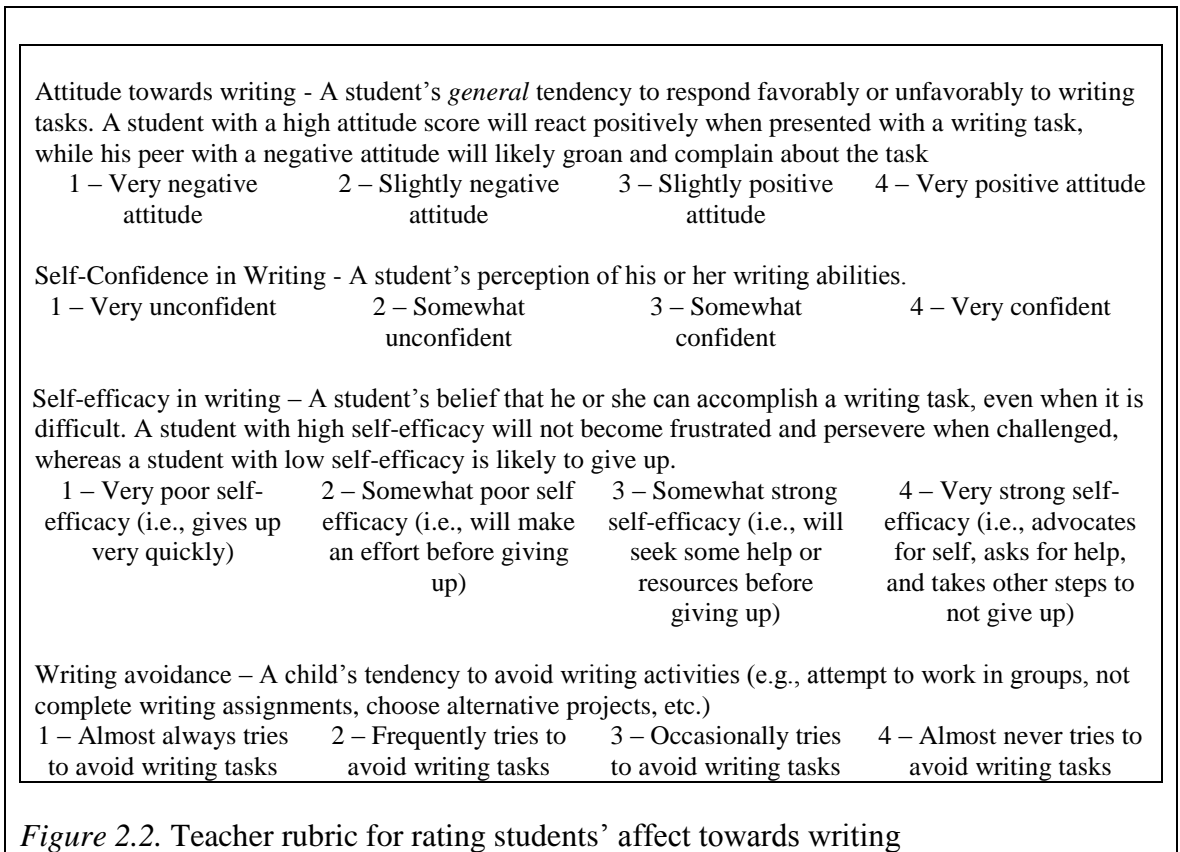 Attitude towards writing - A student's general tendency to respond favorably or unfavorably to writing
tasks. A student with a high attitude score will react positively when presented with a writing task,
while his peer with a negative attitude will likely groan and complain about the task
1 – Very negative attitude
2 – Slightly negative attitude
3 – Slightly positive attitude
4 – Very positive attitude
Self-Confidence in Writing - A student's perception of his or her writing abilities.
1 – Very unconfident
2 – Somewhat unconfident
3 – Somewhat confident
4 – Very confident
Self-efficacy in writing – A student's belief that he or she can accomplish a writing task, even when it is
difficult. A student with high self-efficacy will not become frustrated and persevere when challenged,
whereas a student with low self-efficacy is likely to give up.
1 – Very poor self-
efficacy (i.e., gives up
very quickly)
2 – Somewhat poor self
efficacy (i.e., will make
an effort before giving
up)
3 – Somewhat strong
self-efficacy (i.e., will
seek some help or
resources before
giving up)
4 – Very strong self-
efficacy (i.e., advocates
for self, asks for help,
and takes other steps to
not give up)
Writing avoidance – A child's tendency to avoid writing activities (e.g., attempt to work in groups, not
complete writing assignments, choose alternative projects, etc.)
1 – Almost always tries
to avoid writing tasks
2 – Frequently tries to
avoid writing tasks
3 – Occasionally tries
to avoid writing tasks
4 – Almost never tries to
avoid writing tasks
Figure 2.2. Teacher rubric for rating students' affect towards writing